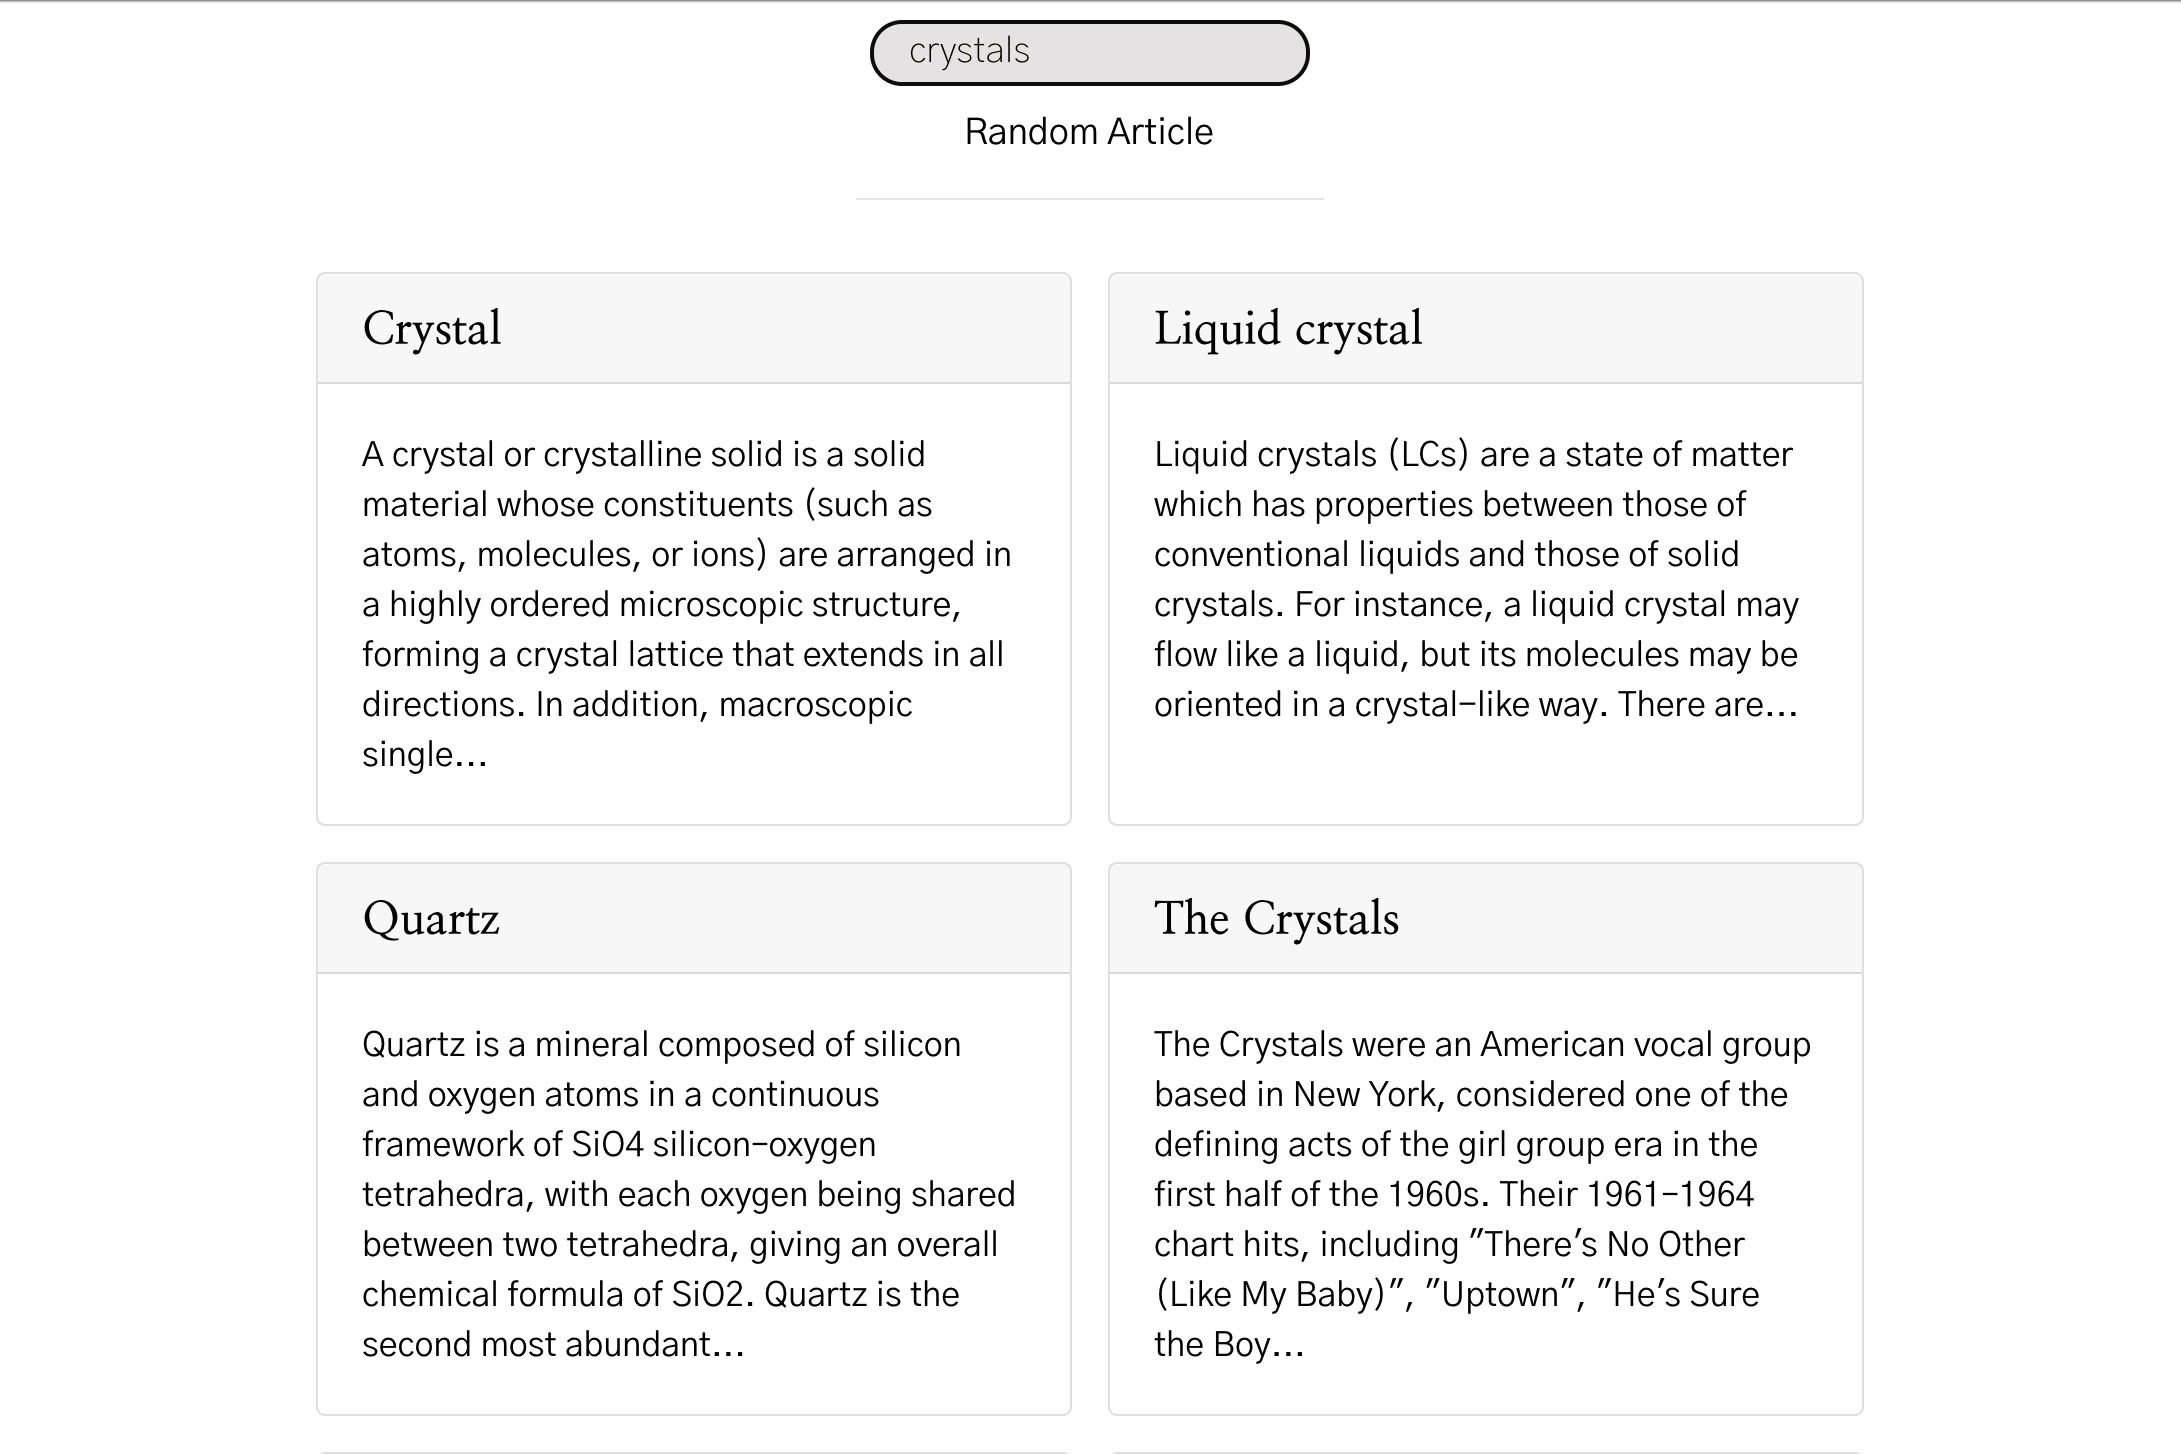 crystals
Random Article
Crystal
A crystal or crystalline solid is a solid
material whose constituents (such as
atoms, molecules, or ions) are arranged in
a highly ordered microscopic structure,
forming a crystal lattice that extends in all
directions. In addition, macroscopic
single...
Liquid crystal
Liquid crystals (LCs) are a state of matter
which has properties between those of
conventional liquids and those of solid
crystals. For instance, a liquid crystal may
flow like a liquid, but its molecules may be
oriented in a crystal-like way. There are...
Quartz
Quartz is a mineral composed of silicon
and oxygen atoms in a continuous
framework of SiO4 silicon-oxygen
tetrahedra, with each oxygen being shared
between two tetrahedra, giving an overall
chemical formula of SiO2. Quartz is the
second most abundant...
The Crystals
The Crystals were an American vocal group
based in New York, considered one of the
defining acts of the girl group era in the
first half of the 1960s. Their 1961–1964
chart hits, including "There's No Other
(Like My Baby)", "Uptown", "He's Sure
the Boy...